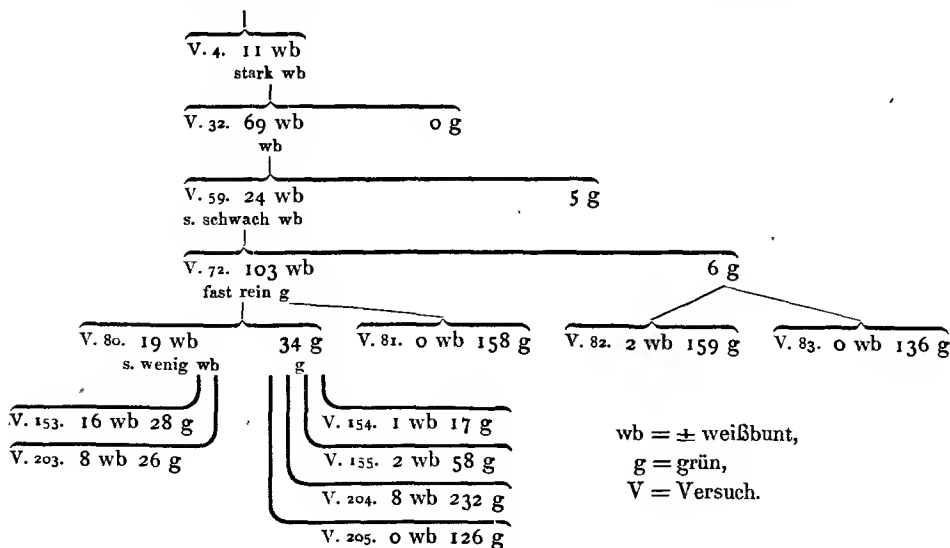 V. 4. 11 wb
stark wb
V. 32. 69 wb 0 g
wb
V. 59. 24 wb 5 g
s. schwach wb
V. 72. 103 wb 6 g
fast rein g
V. 80. 19 wb 34 g V. 81. 0 wb 158 g V. 82. 2 wb 159 g V. 83. 0 wb 136 g
s. wenig wb g
V. 153. 16 wb 28 g V. 154. 1 wb 17 g
V. 203. 8 wb 26 g V. 155. 2 wb 58 g
V. 204. 8 wb 232 g
V. 205. 0 wb 126 g
wb = ± weißbunt,
g = grün,
V = Versuch.